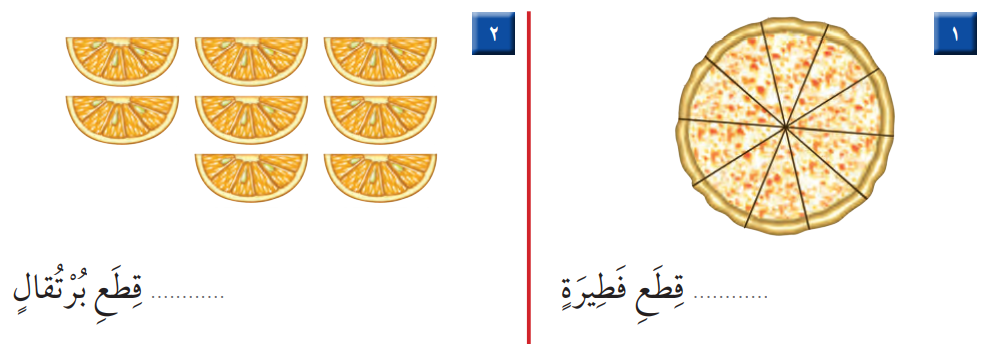 ١
............ قِطَعِ فَطِيرَةٍ
٢
............ قِطَعِ بُرْتُقالٍ